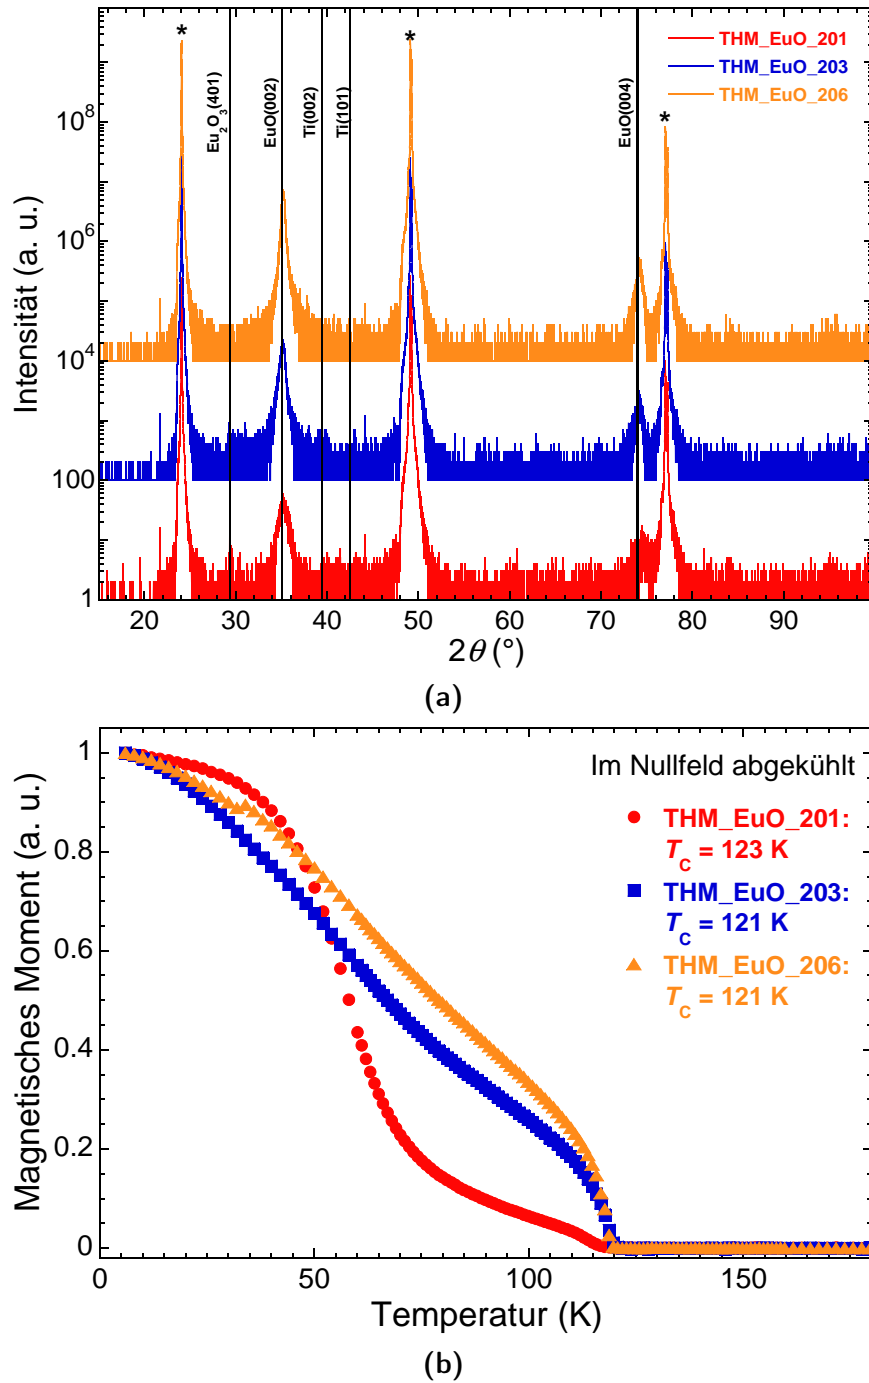 *
*
*
THM_EuO_201
THM_EuO_203
THM_EuO_206
Eu2O3(401)
EuO(002)
Ti(002)
Ti(101)
EuO(004)
Intensität (a. u.)
10^8
10^6
10^4
100
1
20 30 40 50 60 70 80 90
2θ (°)
(a)
Magnetisches Moment (a. u.)
1
0.8
0.6
0.4
0.2
0
Im Nullfeld abgekühlt
THM_EuO_201:
TC = 123 K
THM_EuO_203:
TC = 121 K
THM_EuO_206:
TC = 121 K
0 50 100 150
Temperatur (K)
(b)